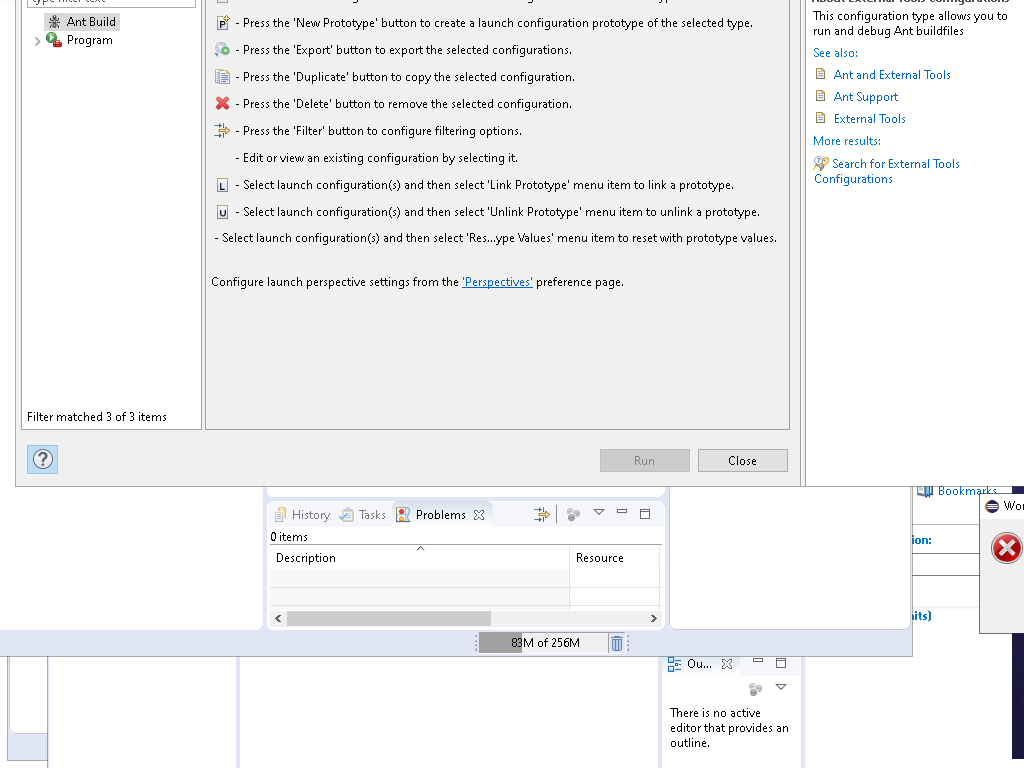 Ant Build
Program
Filter matched 3 of 3 items
- Press the 'New Prototype' button to create a launch configuration prototype of the selected type.
- Press the 'Export' button to export the selected configurations.
- Press the 'Duplicate' button to copy the selected configuration.
- Press the 'Delete' button to remove the selected configuration.
- Press the 'Filter' button to configure filtering options.
- Edit or view an existing configuration by selecting it.
L - Select launch configuration(s) and then select 'Link Prototype' menu item to link a prototype.
U - Select launch configuration(s) and then select 'Unlink Prototype' menu item to unlink a prototype.
- Select launch configuration(s) and then select 'Res...ype Values' menu item to reset with prototype values.
Configure launch perspective settings from the 'Perspectives' preference page.
Run
Close
About External Tools Configurations
This configuration type allows you to
run and debug Ant buildfiles
See also:
Ant and External Tools
Ant Support
External Tools
More results:
Search for External Tools
Configurations
Bookmarks
Wor
ion:
its)
History
Tasks
Problems
0 items
Description
Resource
83M of 256M
Ou...
There is no active
editor that provides an
outline.